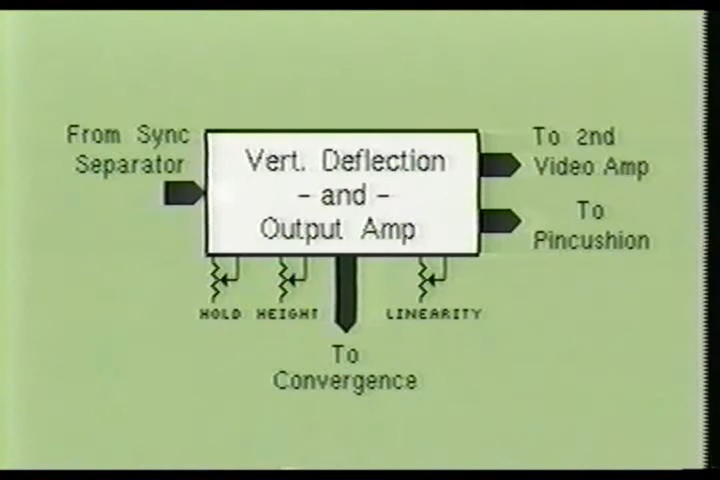 From Sync
Separator
Vert. Deflection
- and -
Output Amp
To 2nd
Video Amp
To
Pincushion
HOLD
HEIGHT
LINEARITY
To
Convergence